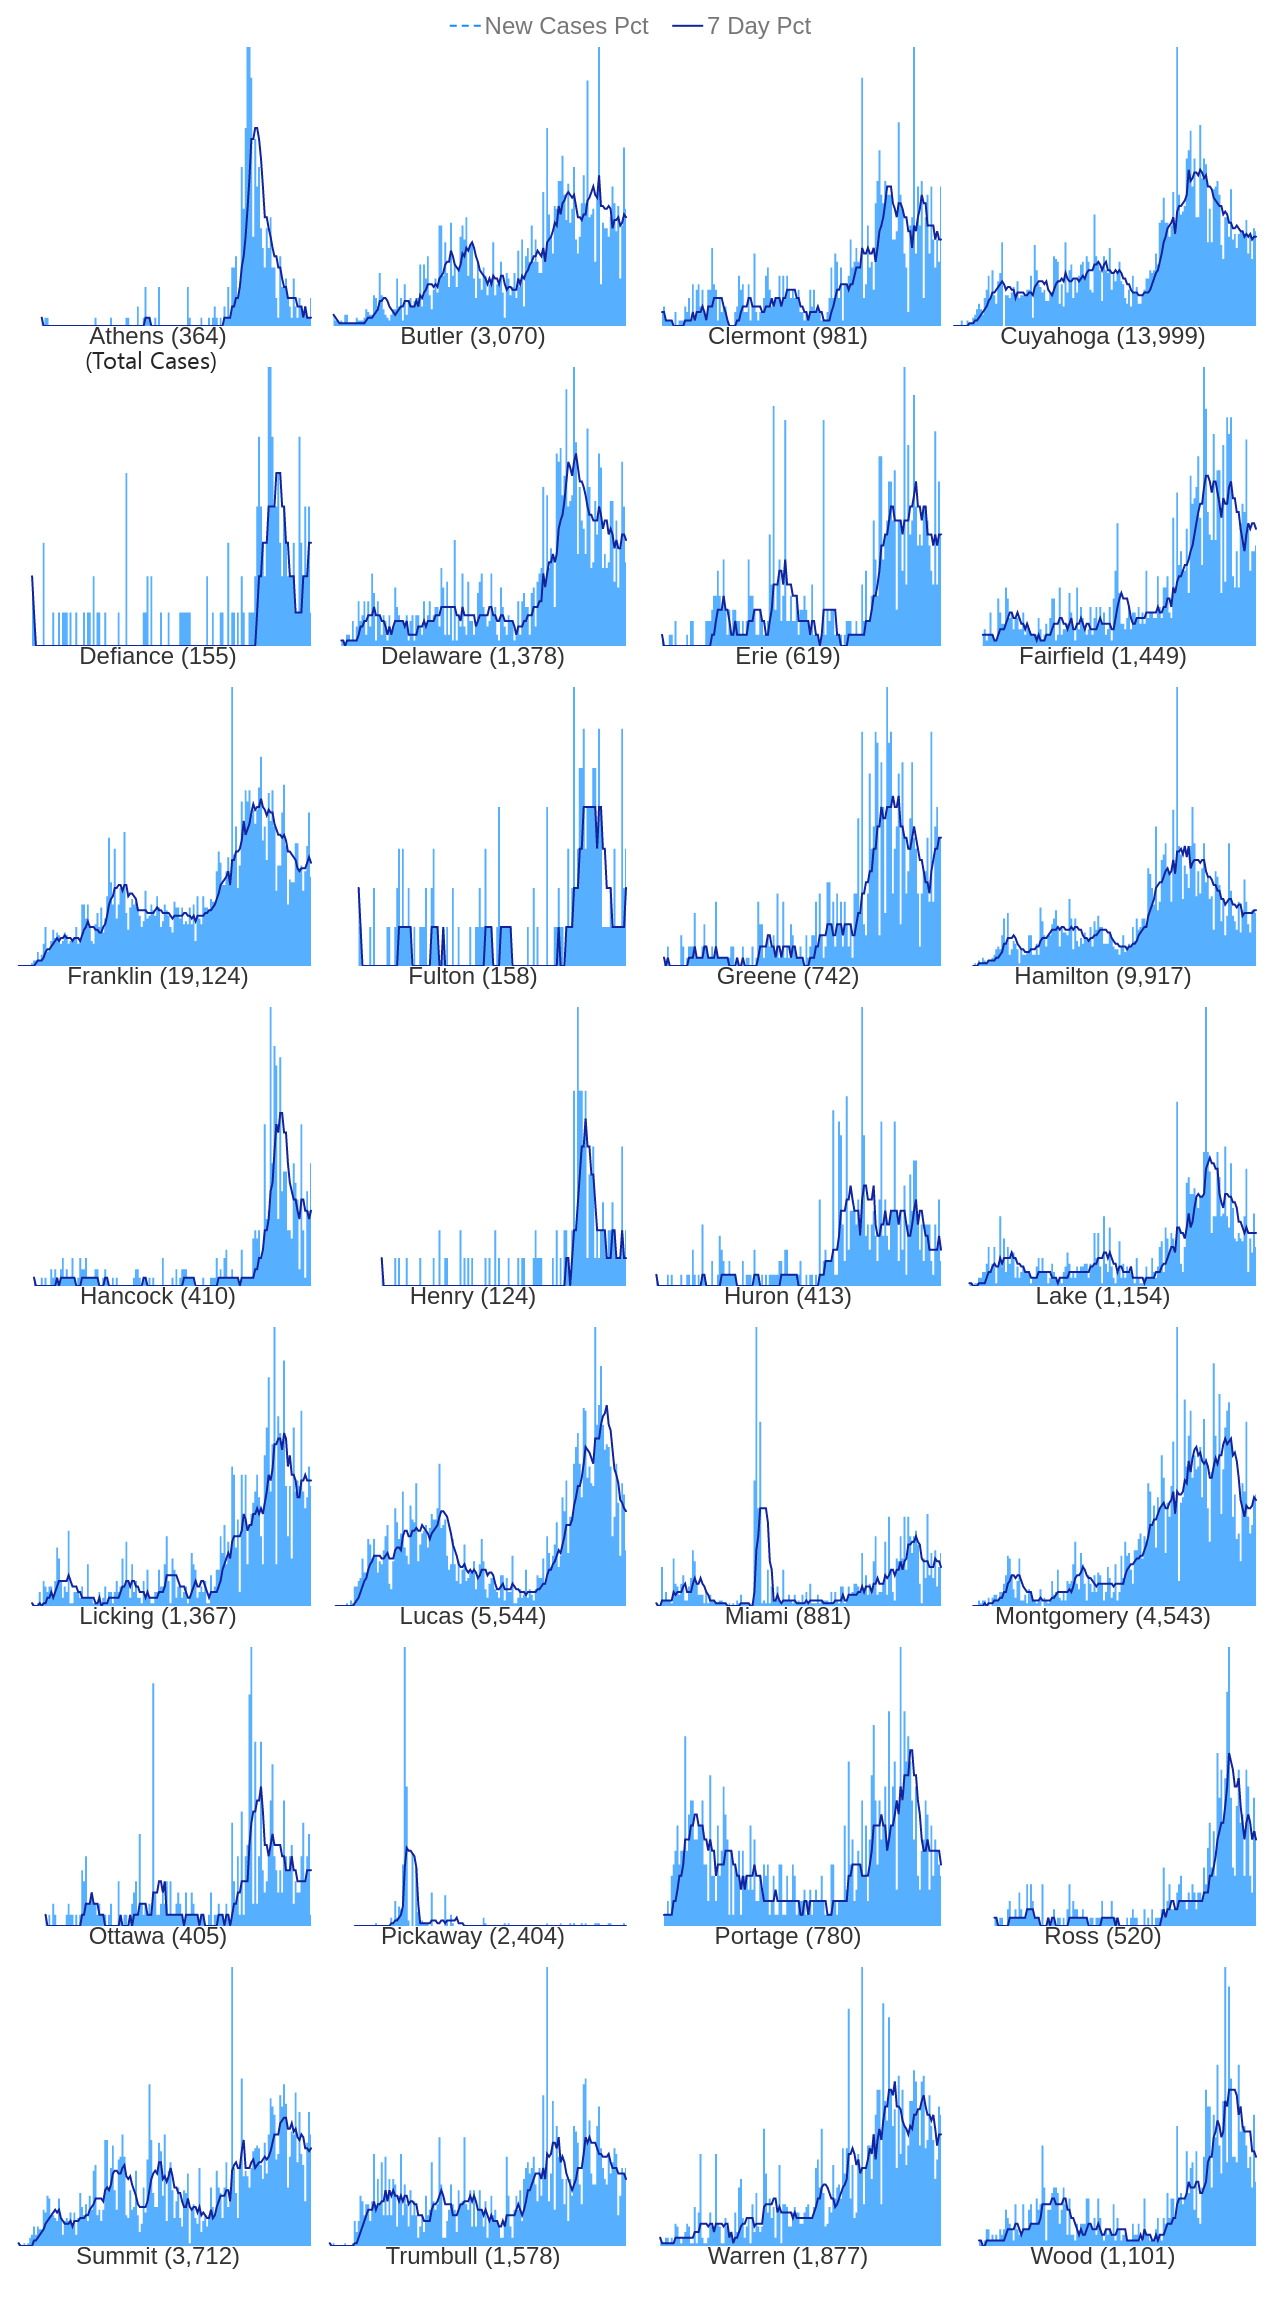 New Cases Pct 7 Day Pct
Athens (364) Butler (3,070) Clermont (981) Cuyahoga (13,999)
(Total Cases)
Defiance (155) Delaware (1,378) Erie (619) Fairfield (1,449)
Franklin (19,124) Fulton (158) Greene (742) Hamilton (9,917)
Hancock (410) Henry (124) Huron (413) Lake (1,154)
Licking (1,367) Lucas (5,544) Miami (881) Montgomery (4,543)
Ottawa (405) Pickaway (2,404) Portage (780) Ross (520)
Summit (3,712) Trumbull (1,578) Warren (1,877) Wood (1,101)